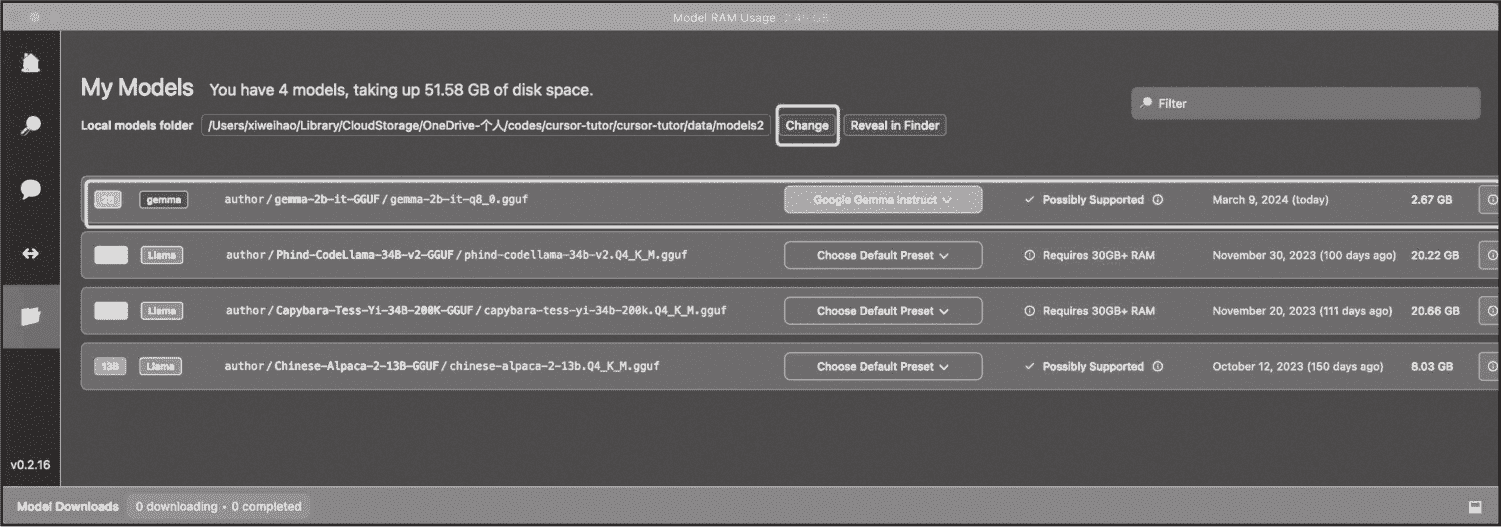 Model RAM Usage
My Models You have 4 models, taking up 51.58 GB of disk space.
Filter
Local models folder /Users/xiweihao/Library/CloudStorage/OneDrive-个人/codes/cursor-tutor/cursor-tutor/data/models2 Change Reveal in Finder
gemma author/gemma-2b-it-GGUF/gemma-2b-it-q8_0.gguf Google Gemma Instruct Possibly Supported March 9, 2024 (today) 2.67 GB
Llama author/Phind-CodeLlama-34B-v2-GGUF/phind-codellama-34b-v2.Q4_K_M.gguf Choose Default Preset Requires 30GB+ RAM November 30, 2023 (100 days ago) 20.22 GB
Llama author/Capybara-Tess-Yi-34B-200K-GGUF/capybara-tess-yi-34b-200k.Q4_K_M.gguf Choose Default Preset Requires 30GB+ RAM November 20, 2023 (111 days ago) 20.66 GB
13B Llama author/Chinese-Alpaca-2-13B-GGUF/chinese-alpaca-2-13b.Q4_K_M.gguf Choose Default Preset Possibly Supported October 12, 2023 (150 days ago) 8.03 GB
v0.2.16
Model Downloads 0 downloading • 0 completed